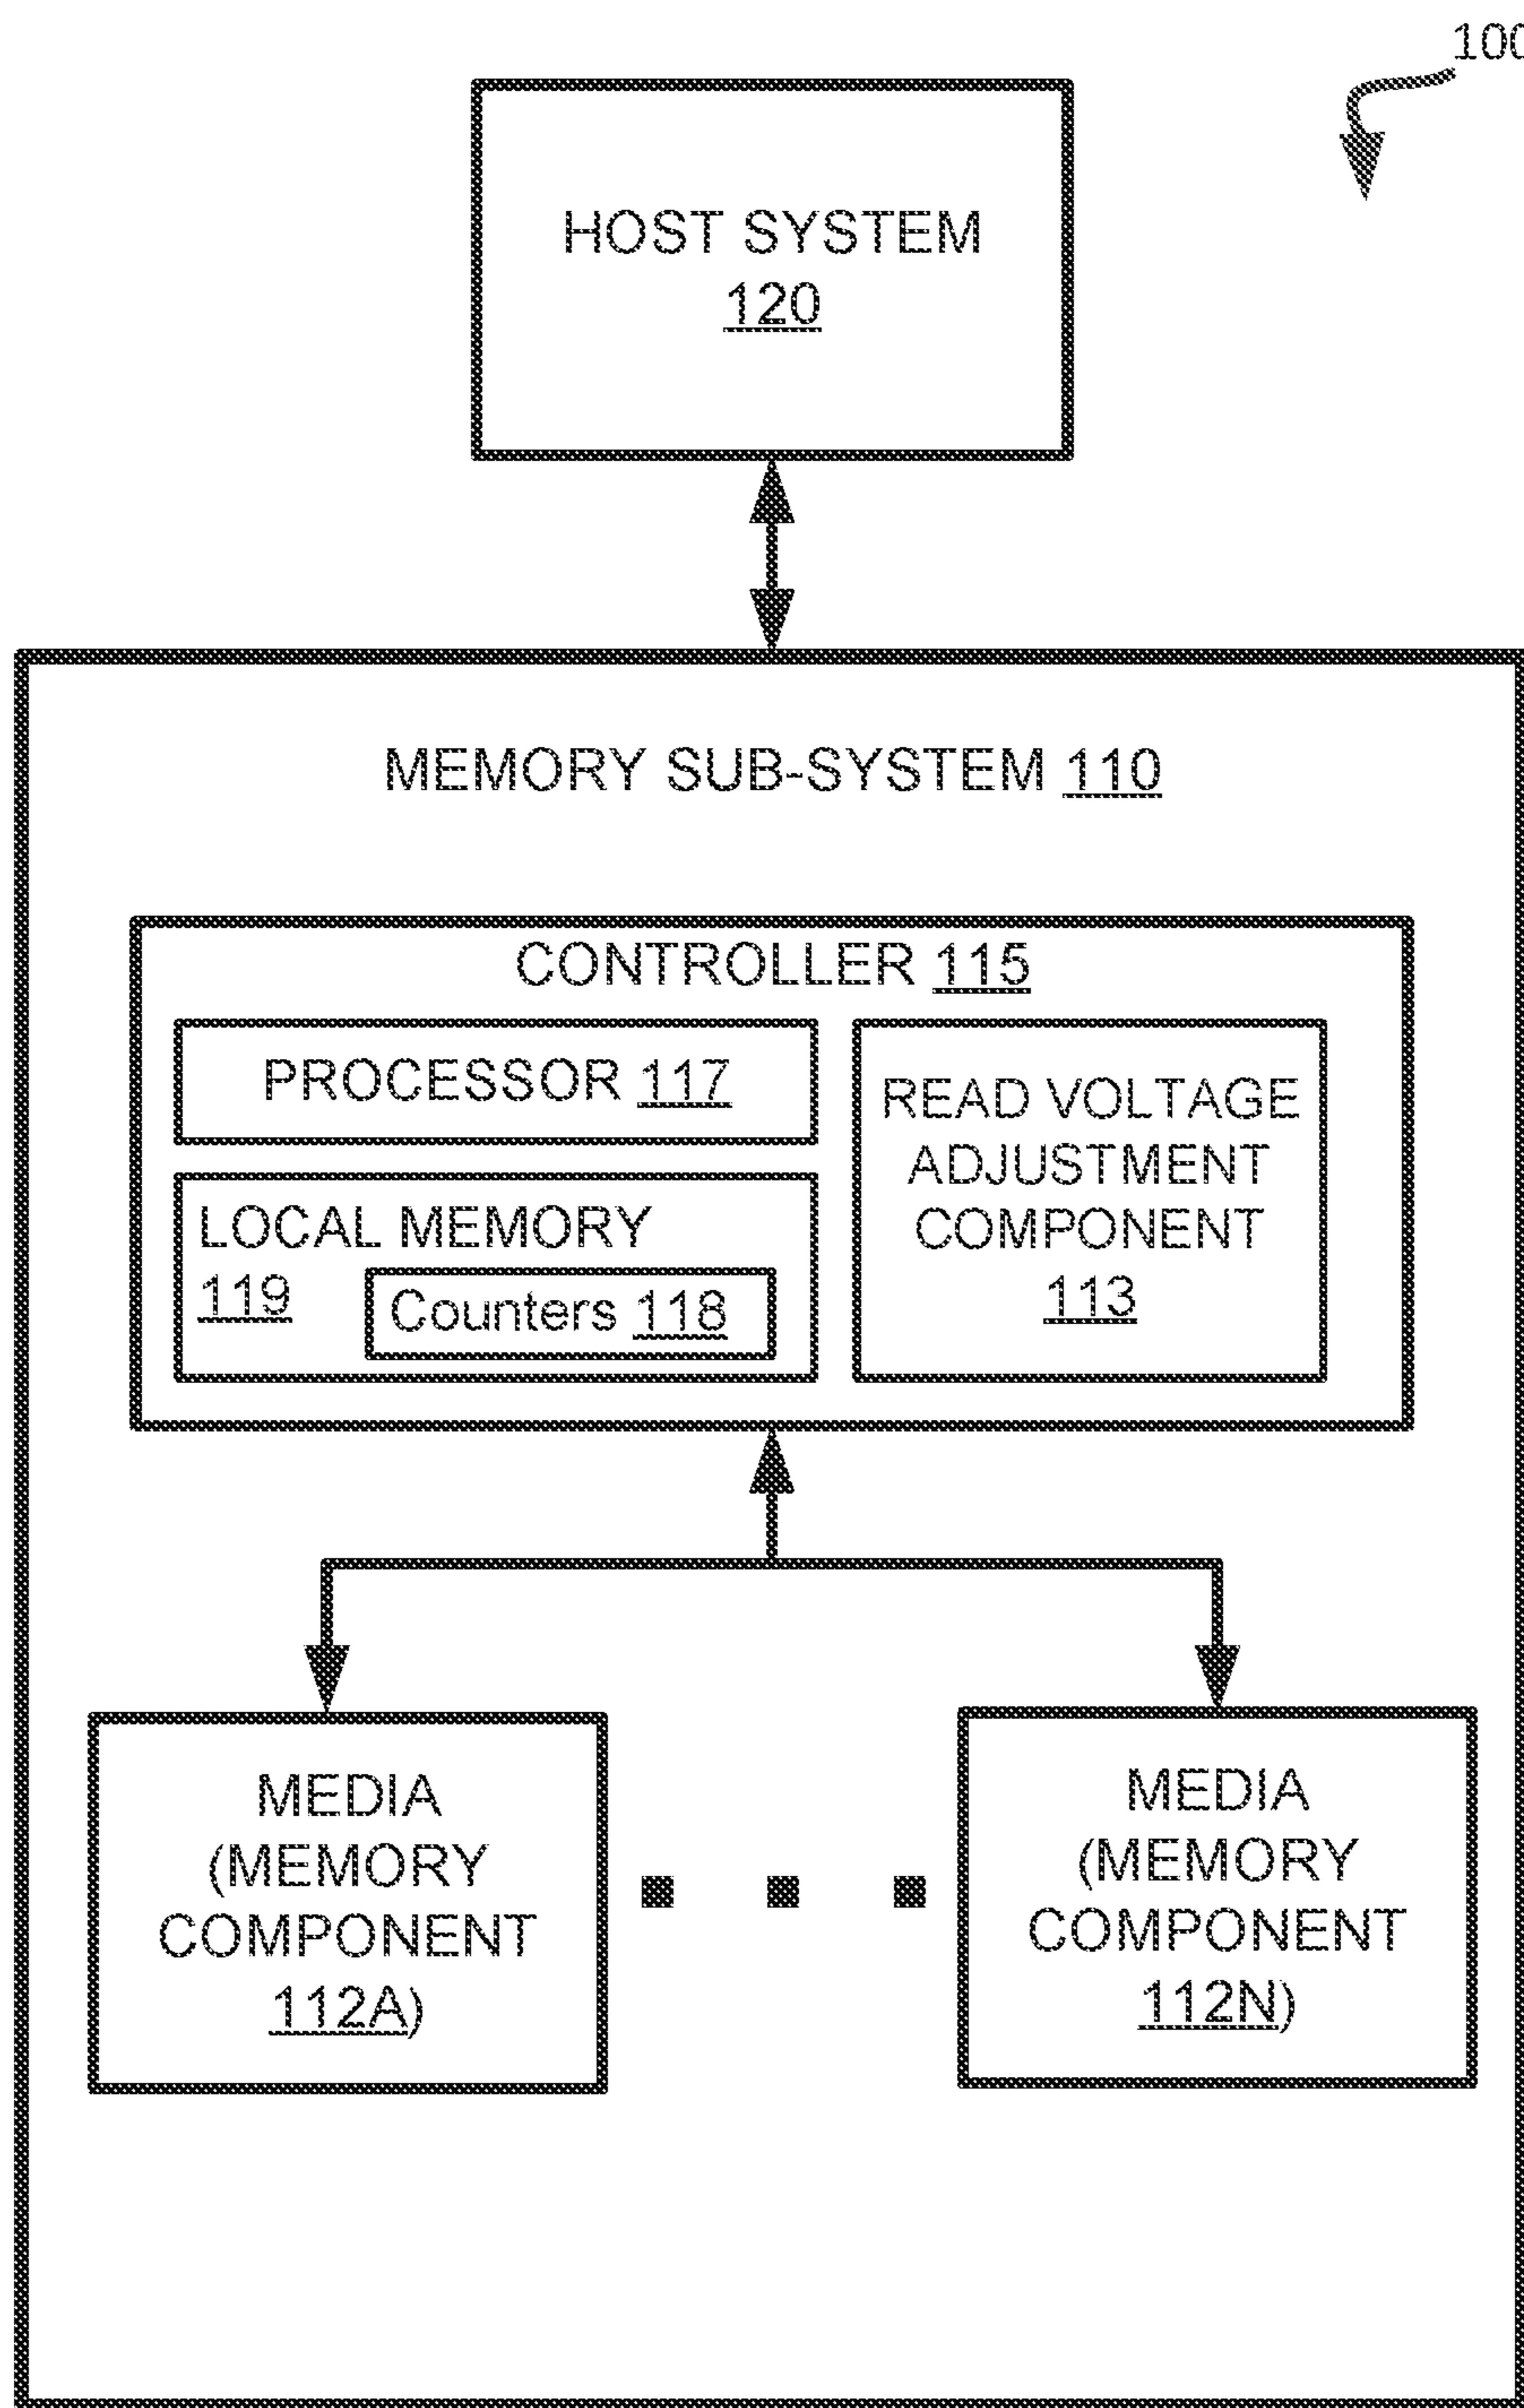 100
HOST SYSTEM
120
MEMORY SUB-SYSTEM 110
CONTROLLER 115
PROCESSOR 117
LOCAL MEMORY
119
Counters 118
READ VOLTAGE
ADJUSTMENT
COMPONENT
113
MEDIA
(MEMORY
COMPONENT
112A)
MEDIA
(MEMORY
COMPONENT
112N)